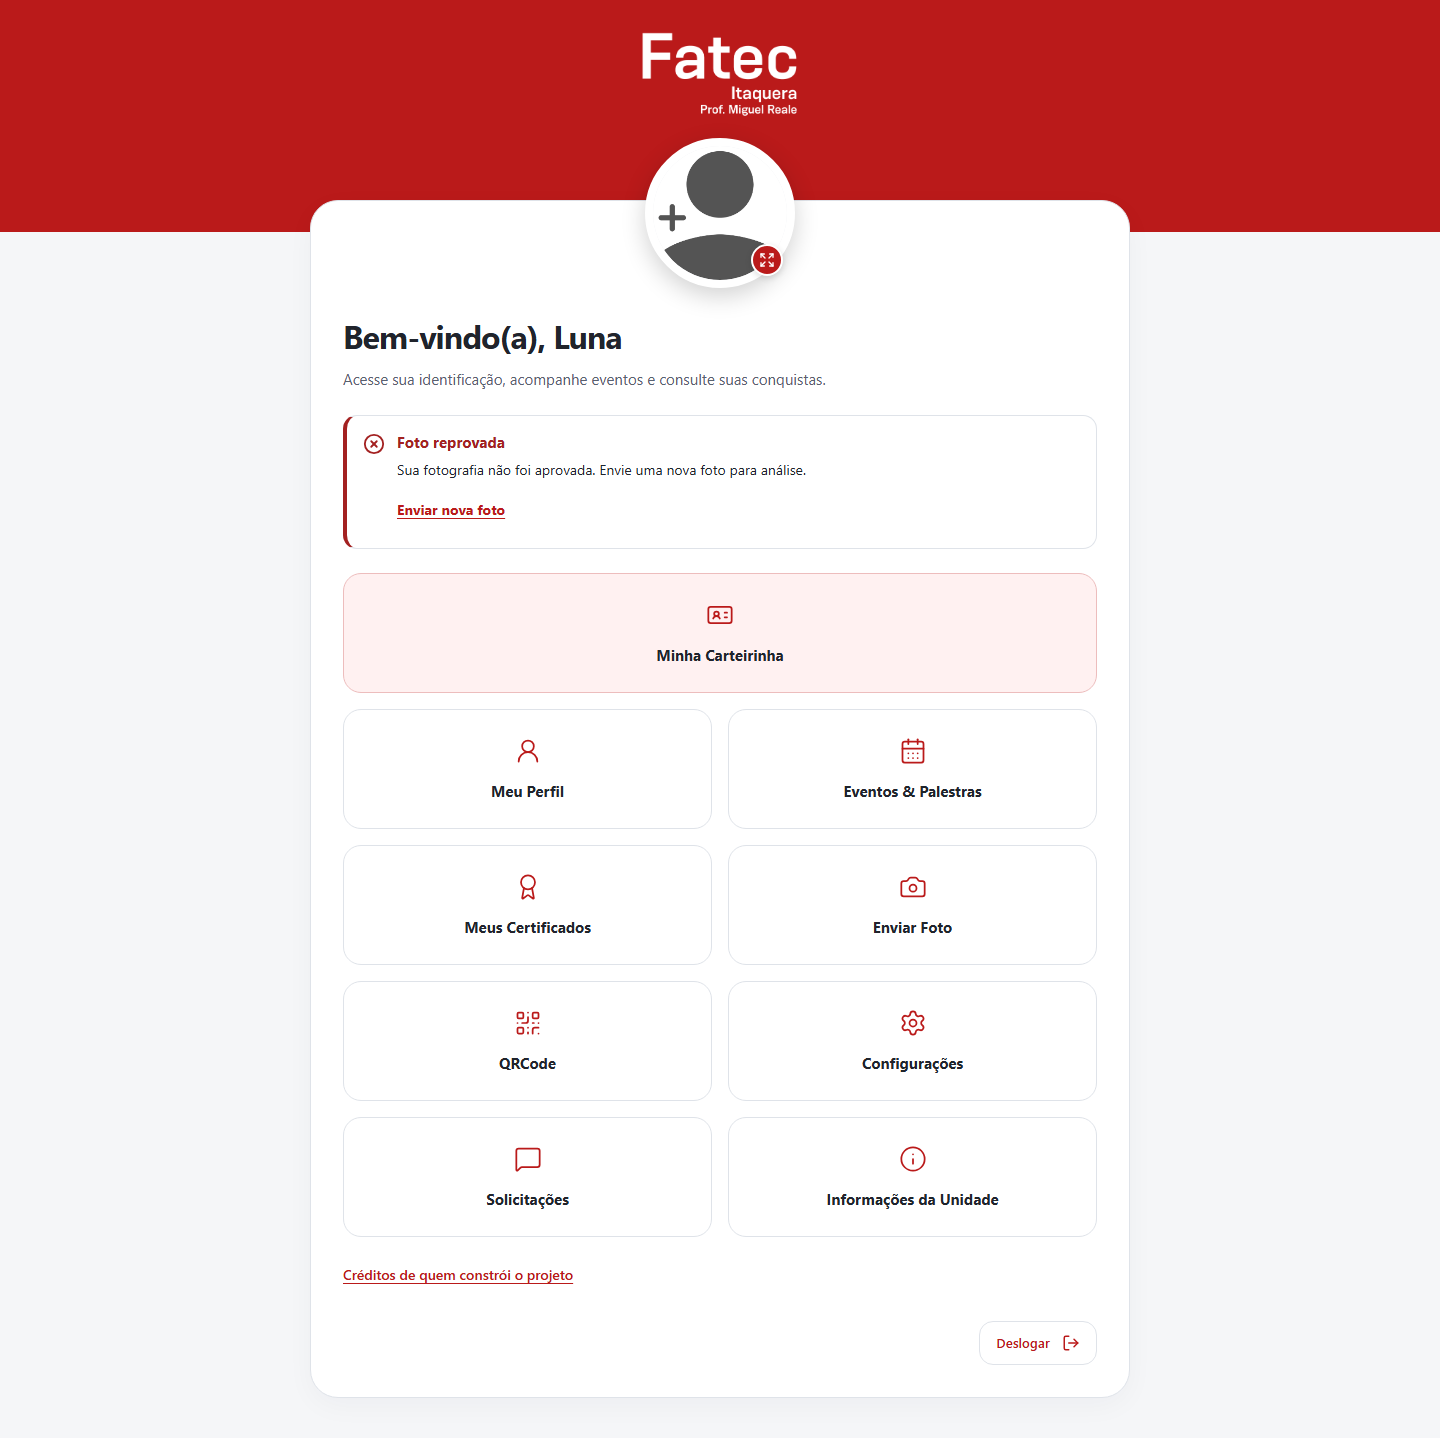 Fatec
Itaquera
Prof. Miguel Reale
Bem-vindo(a), Luna
Acesse sua identificação, acompanhe eventos e consulte suas conquistas.
Foto reprovada
Sua fotografia não foi aprovada. Envie uma nova foto para análise.
Enviar nova foto
Minha Carteirinha
Meu Perfil
Eventos & Palestras
Meus Certificados
Enviar Foto
QRCode
Configurações
Solicitações
Informações da Unidade
Créditos de quem constrói o projeto
Deslogar